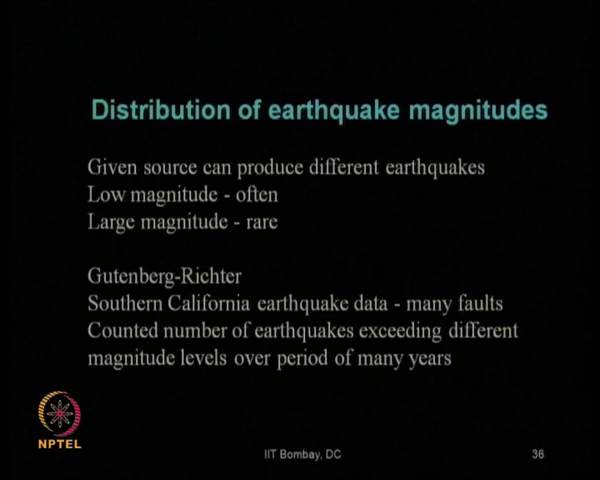 Distribution of earthquake magnitudes
Given source can produce different earthquakes
Low magnitude - often
Large magnitude - rare
Gutenberg-Richter
Southern California earthquake data - many faults
Counted number of earthquakes exceeding different
magnitude levels over period of many years
NPTEL
IIT Bombay, DC
36